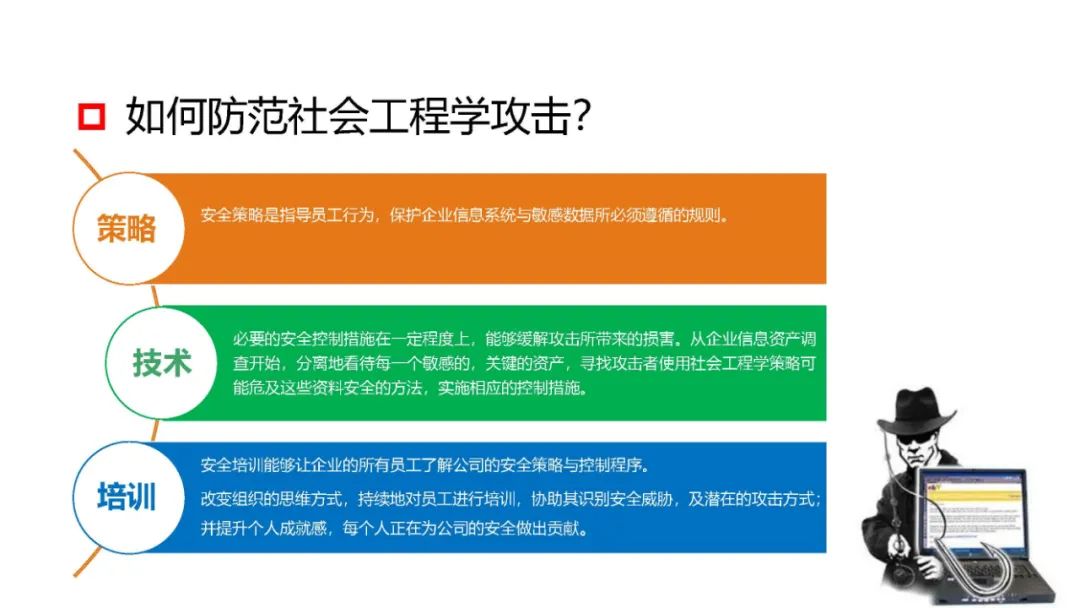 如何防范社会工程学攻击？
策略
安全策略是指导员工行为，保护企业信息系统与敏感数据所必须遵循的规则。
技术
必要的安全控制措施在一定程度上，能够缓解攻击所带来的损害。从企业信息资产调
查开始，分离地看待每一个敏感的，关键的资产，寻找攻击者使用社会工程学策略可
能危及这些资料安全的方法，实施相应的控制措施。
培训
安全培训能够让企业的所有员工了解公司的安全策略与控制程序。
改变组织的思维方式，持续地对员工进行培训，协助其识别安全威胁，及潜在的攻击方式；
并提升个人成就感，每个人正在为公司的安全做出贡献。